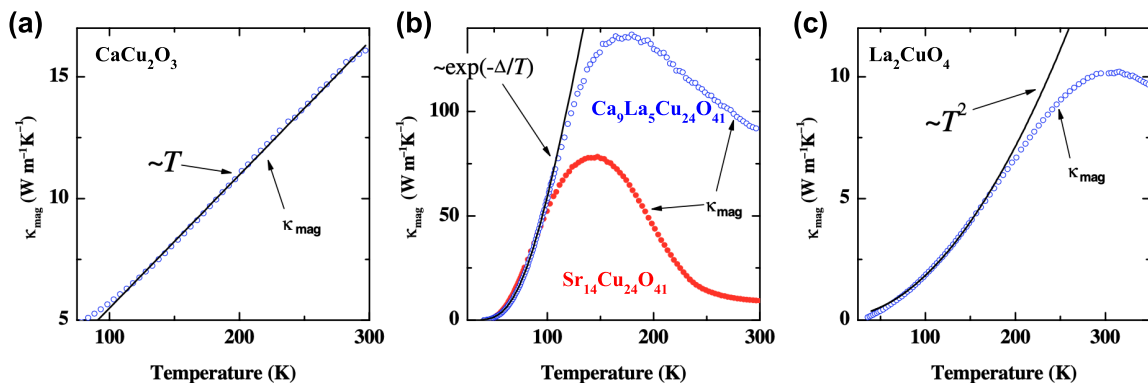 (a)
CaCu₂O₃
~T
κmag
κmag (W m⁻¹K⁻¹)
15
10
5
100
200
300
Temperature (K)
(b)
~exp(-Δ/T)
Ca₉La₅Cu₂₄O₄₁
κmag
Sr₁₄Cu₂₄O₄₁
κmag (W m⁻¹K⁻¹)
100
50
0
100
200
300
Temperature (K)
(c)
La₂CuO₄
~T²
κmag
κmag (W m⁻¹K⁻¹)
10
5
0
100
200
300
Temperature (K)